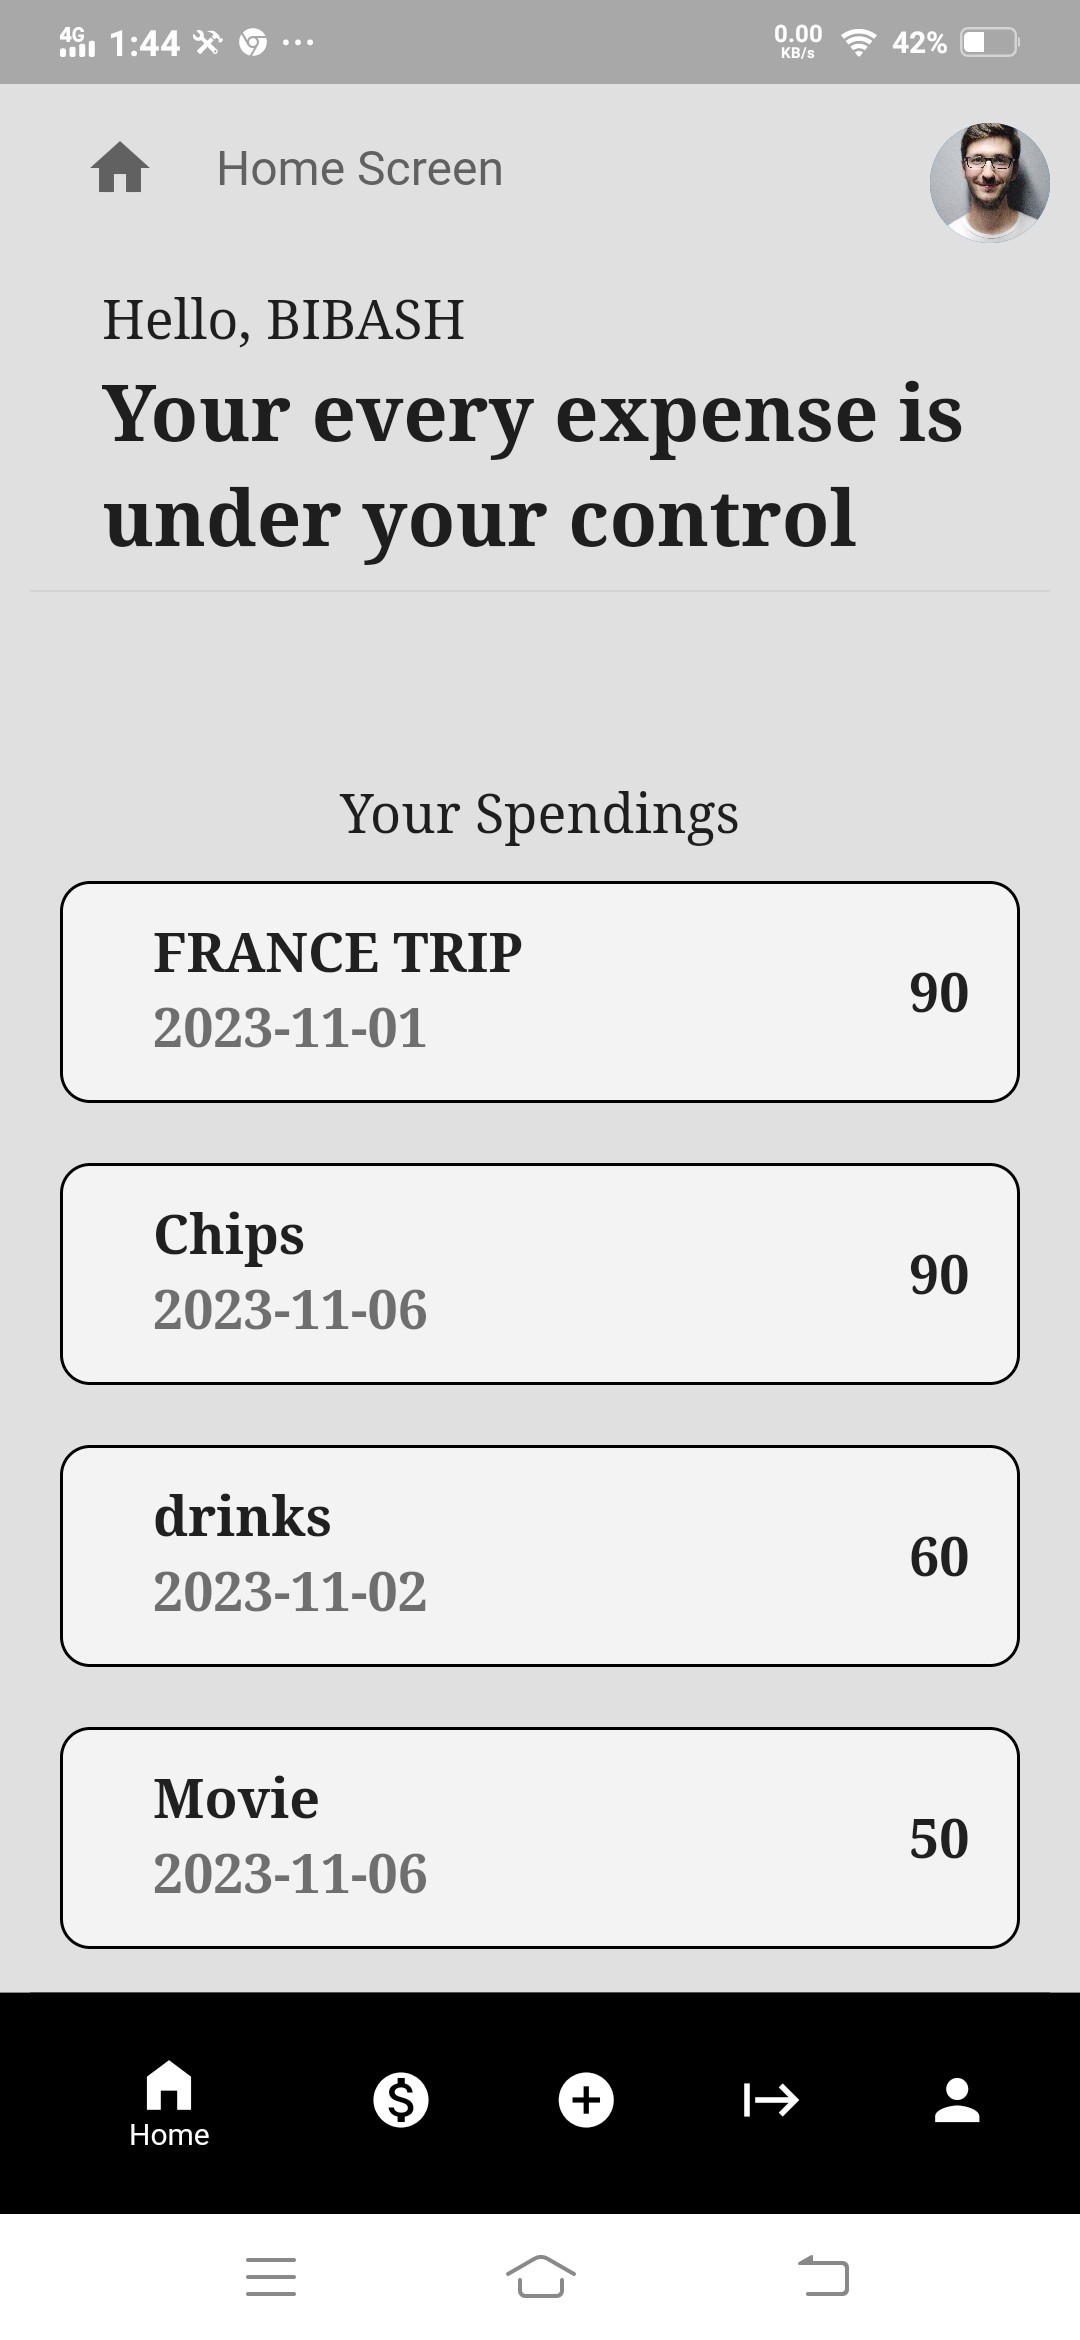 4G 1:44 0.00 KB/s 42%
Home Screen
Hello, BIBASH
Your every expense is
under your control
Your Spendings
FRANCE TRIP
2023-11-01
90
Chips
2023-11-06
90
drinks
2023-11-02
60
Movie
2023-11-06
50
Home